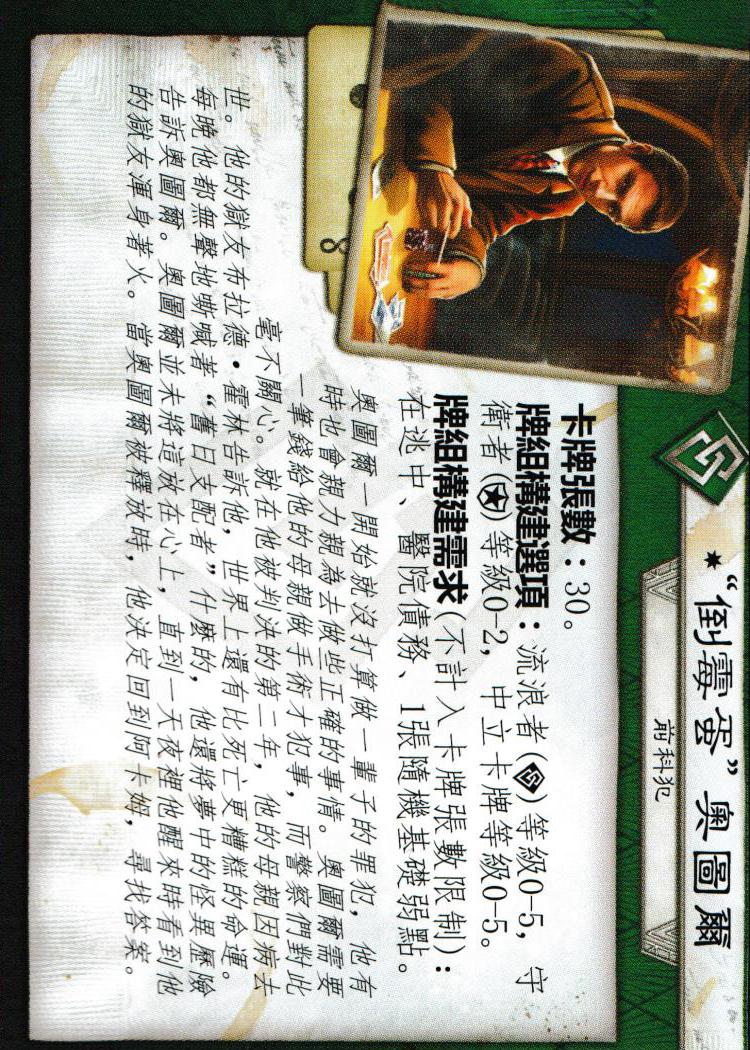 “倒霉蛋”奧圖爾
前科犯
卡牌張數：30。
牌組構建選項：流浪者（）等級0-5，守
衛者（）等級0-2，中立卡牌等級0-5。
牌組構建需求（不計入卡牌張數限制）：
在逃中、醫院債務、1張隨機基礎弱點。
奧圖爾一開始就沒打算做一輩子的罪犯，他有
時也會親力親為去做些正確的事情。奧圖爾需要
一筆錢給他的母親做手術才犯事，而警察們對此
毫不關心。就在他被判決的第二年，他的母親因病去
世。他的獄友布拉德·霍林告訴他，世界上還有比死亡更糟糕的命運。
每晚他都無聲地嘶喊著“舊日支配者”什麼的，他還將夢中的怪異歷險
告訴奧圖爾。奧圖爾並未將這放在心上，直到一天夜裡他醒來時看到他
的獄友渾身著火。當奧圖爾被釋放時，他決定回到阿卡姆，尋找答案。
8